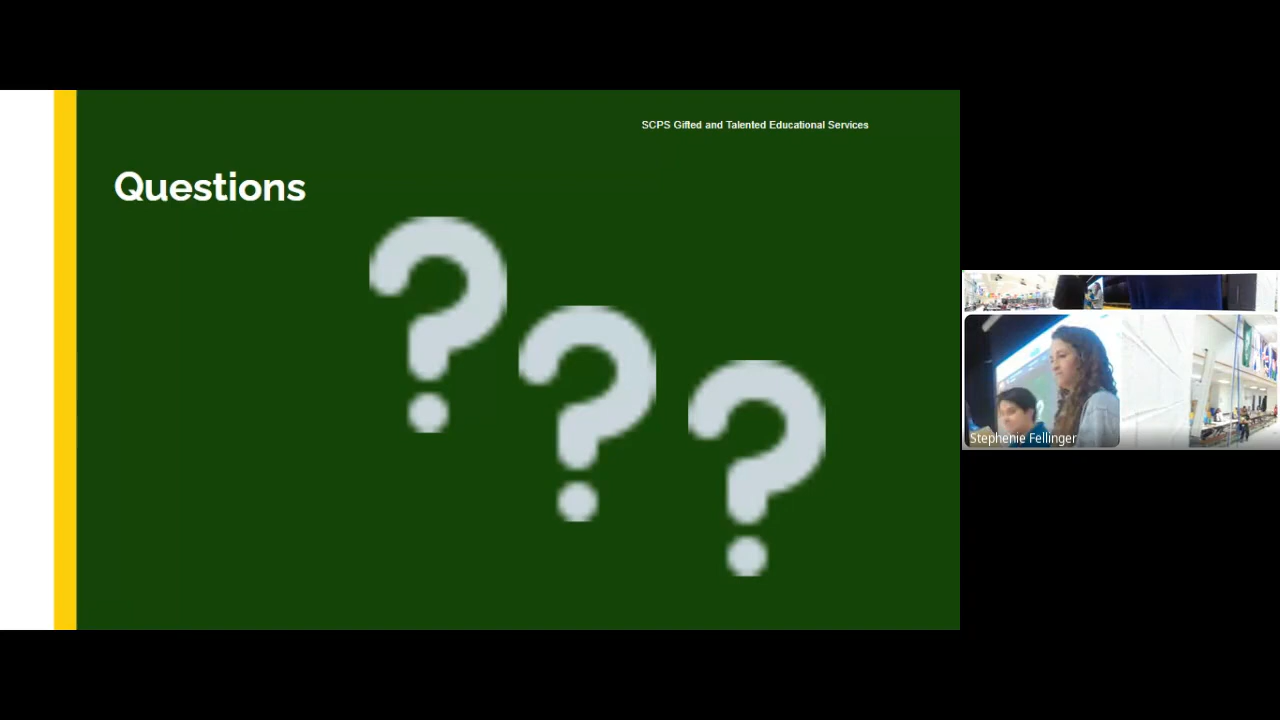 SCPS Gifted and Talented Educational Services
Questions
???
Stephenie Fellinger